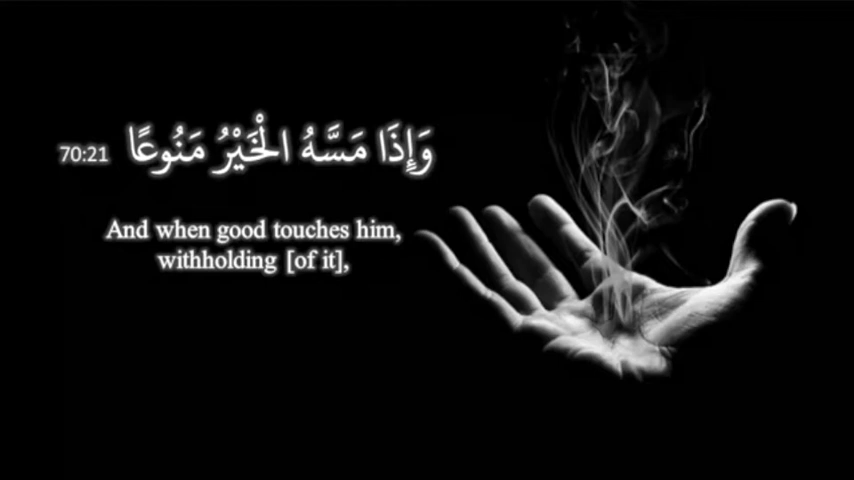 وَإِذَا مَسَّهُ الْخَيْرُ مَنُوعًا 70:21
And when good touches him,
withholding [of it],